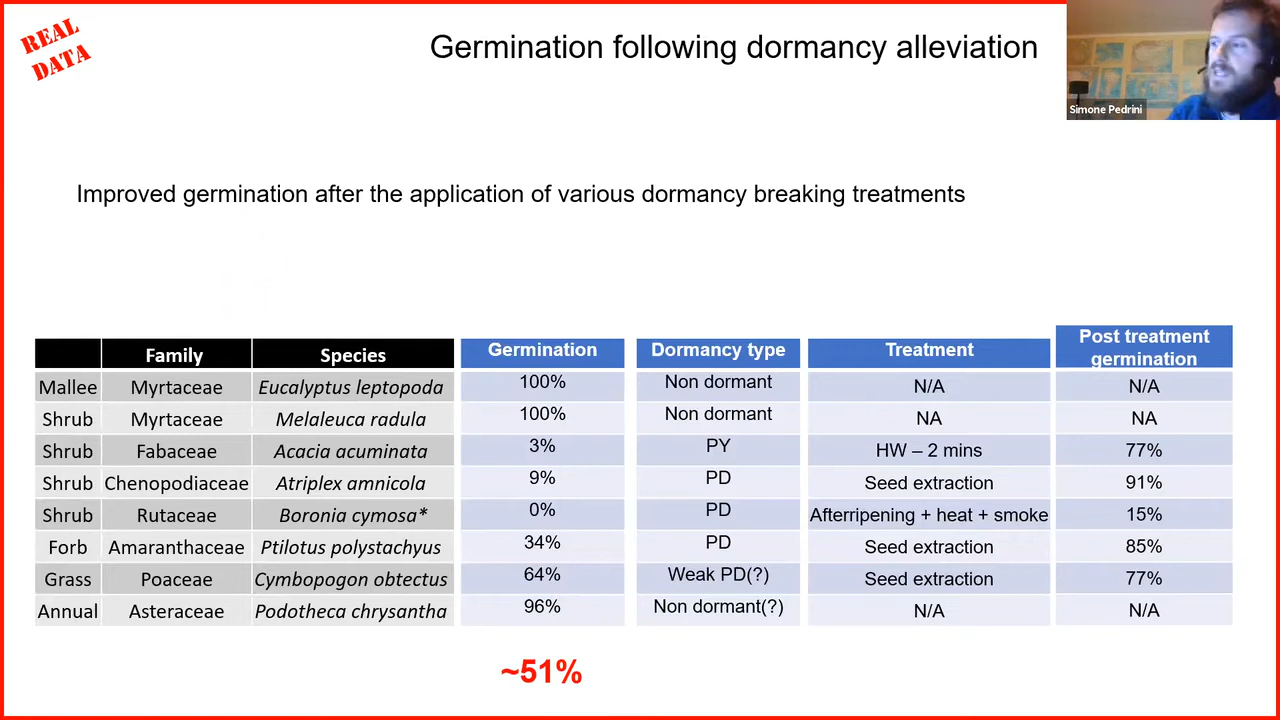 REAL
DATA
Germination following dormancy alleviation
Simone Pedrini
Improved germination after the application of various dormancy breaking treatments
Family Species Germination Dormancy type Treatment Post treatment germination
Mallee Myrtaceae Eucalyptus leptopoda 100% Non dormant N/A N/A
Shrub Myrtaceae Melaleuca radula 100% Non dormant NA NA
Shrub Fabaceae Acacia acuminata 3% PY HW – 2 mins 77%
Shrub Chenopodiaceae Atriplex amnicola 9% PD Seed extraction 91%
Shrub Rutaceae Boronia cymosa* 0% PD Afterripening + heat + smoke 15%
Forb Amaranthaceae Ptilotus polystachyus 34% PD Seed extraction 85%
Grass Poaceae Cymbopogon obtectus 64% Weak PD(?) Seed extraction 77%
Annual Asteraceae Podotheca chrysantha 96% Non dormant(?) N/A N/A
~51%